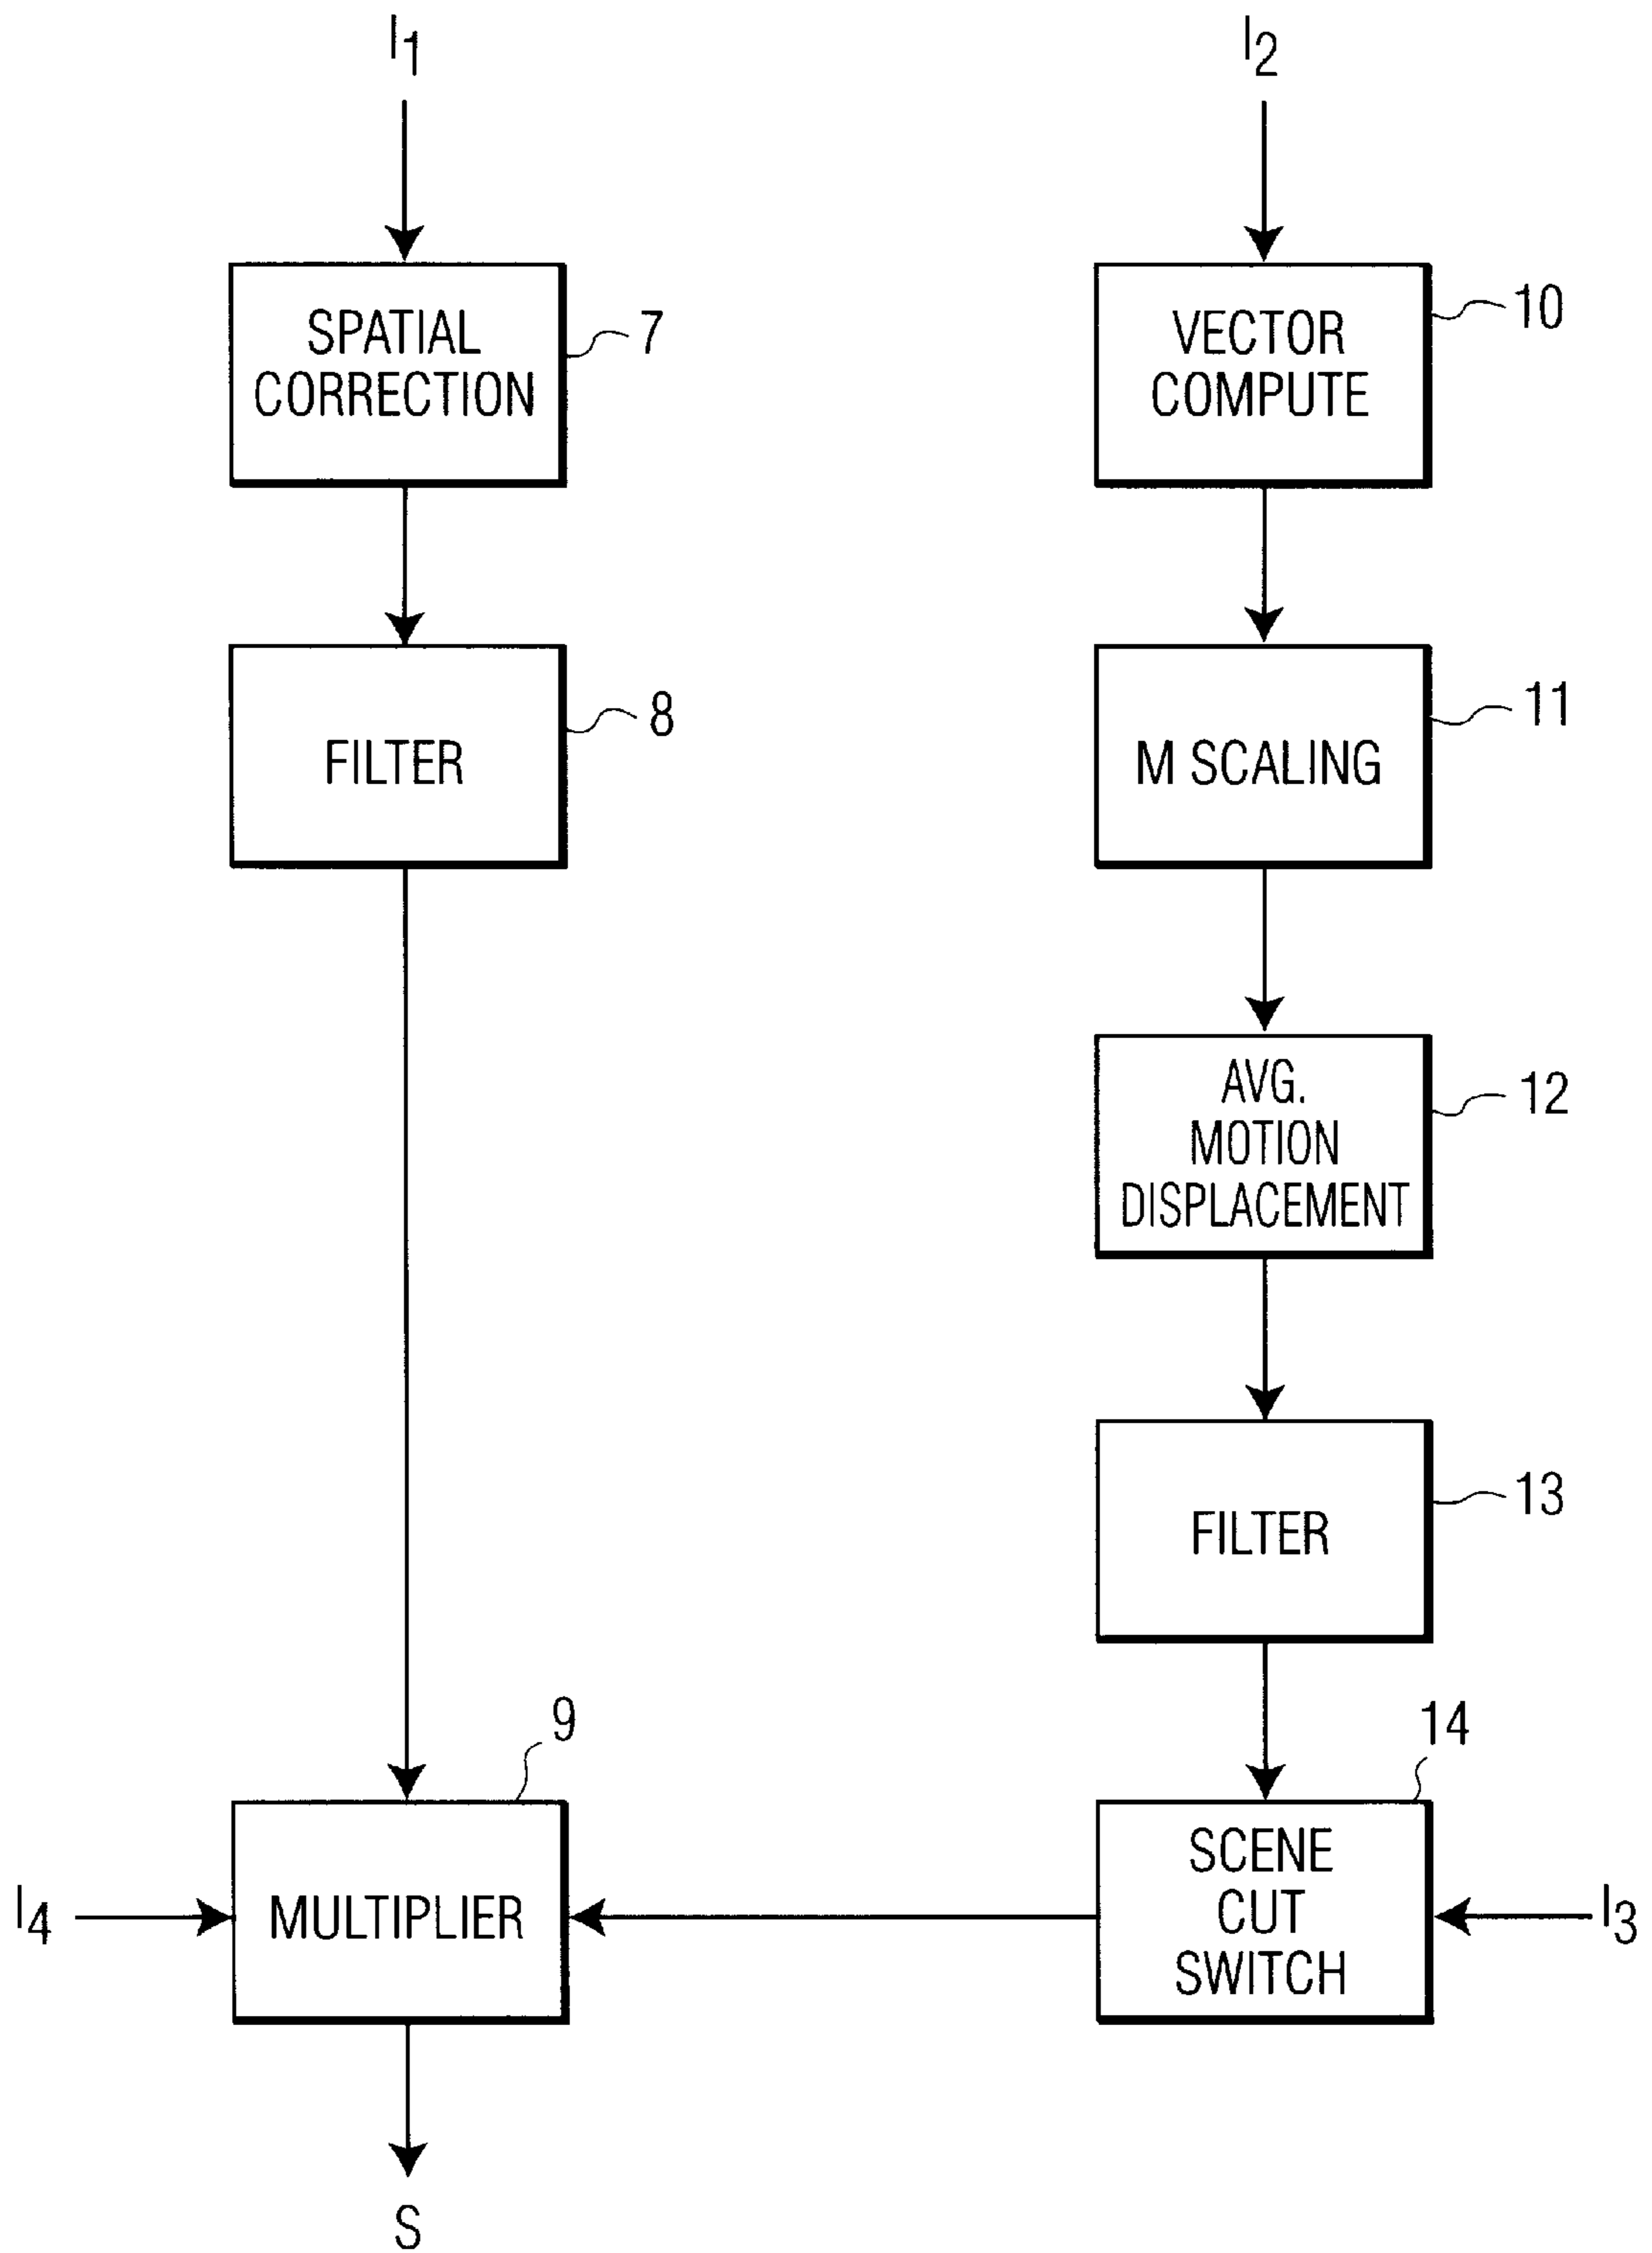 I1
I2
SPATIAL
CORRECTION
7
VECTOR
COMPUTE
10
FILTER
8
M SCALING
11
AVG.
MOTION
DISPLACEMENT
12
FILTER
13
9
14
I4
MULTIPLIER
SCENE
CUT
SWITCH
I3
S